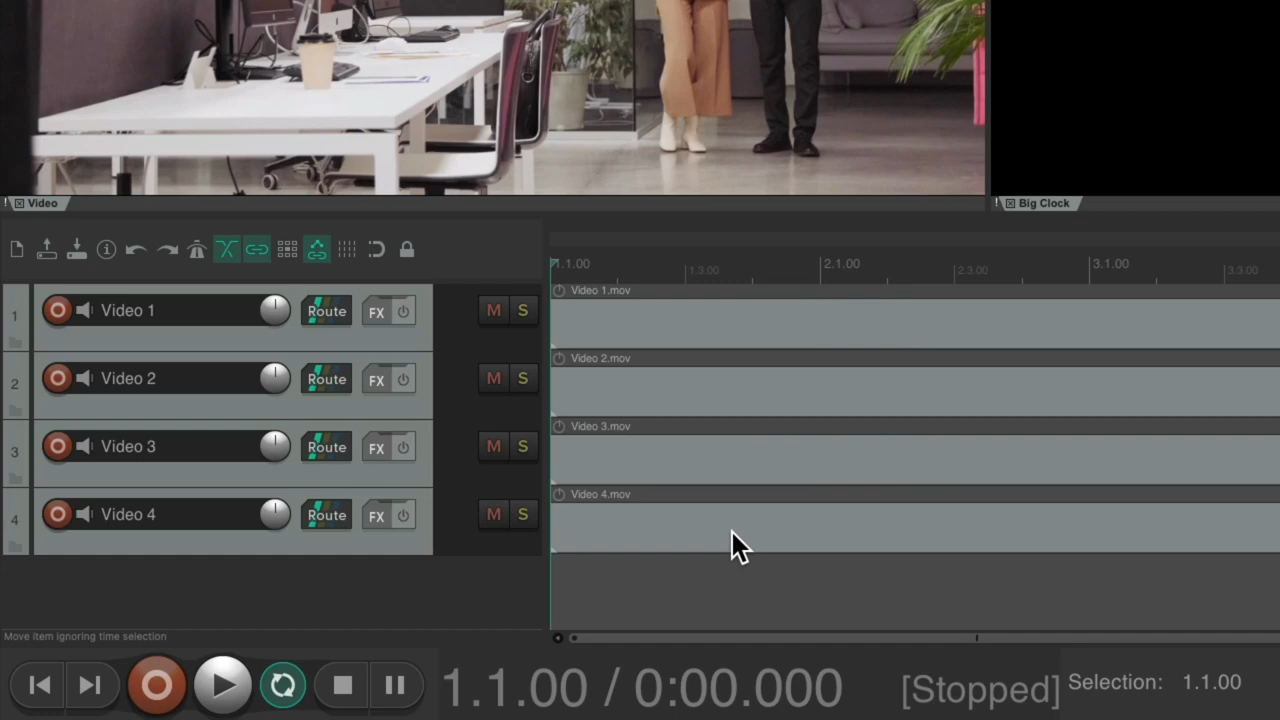 ! Video
! Big Clock
1.1.00 2.1.00 3.1.00
1.3.00 2.3.00 3.3.00
1 Video 1 Route FX M S
Video 1.mov
2 Video 2 Route FX M S
Video 2.mov
3 Video 3 Route FX M S
Video 3.mov
4 Video 4 Route FX M S
Video 4.mov
Move item ignoring time selection
1.1.00 / 0:00.000 [Stopped] Selection: 1.1.00